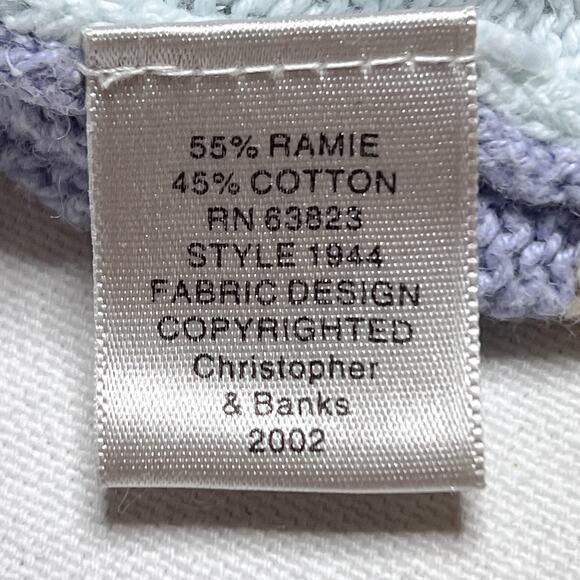 55% RAMIE
45% COTTON
RN 63823
STYLE 1944
FABRIC DESIGN
COPYRIGHTED
Christopher
& Banks
2002